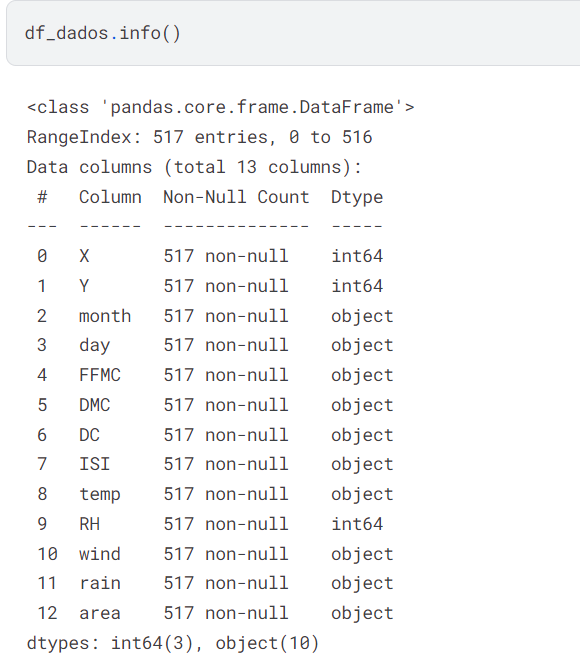 df_dados.info()
<class 'pandas.core.frame.DataFrame'>
RangeIndex: 517 entries, 0 to 516
Data columns (total 13 columns):
 #   Column  Non-Null Count  Dtype
---  ------  --------------  -----
 0   X       517 non-null    int64
 1   Y       517 non-null    int64
 2   month   517 non-null    object
 3   day     517 non-null    object
 4   FFMC    517 non-null    object
 5   DMC     517 non-null    object
 6   DC      517 non-null    object
 7   ISI     517 non-null    object
 8   temp    517 non-null    object
 9   RH      517 non-null    int64
 10  wind    517 non-null    object
 11  rain    517 non-null    object
 12  area    517 non-null    object
dtypes: int64(3), object(10)